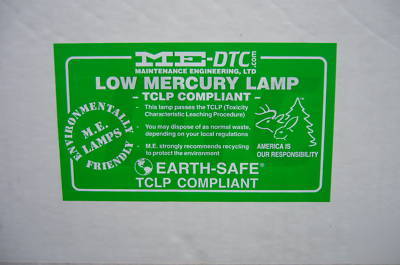 ME-DTC.com
MAINTENANCE ENGINEERING, LTD
LOW MERCURY LAMP
- TCLP COMPLIANT -
- This lamp passes the TCLP (Toxicity
Characteristic Leaching Procedure)
- You may dispose of as normal waste,
depending on your local regulations
- M.E. strongly recommends recycling
to protect the environment
ENVIRONMENTALLY
M.E.
LAMPS
FRIENDLY
AMERICA IS
OUR RESPONSIBILITY
EARTH-SAFE®
TCLP COMPLIANT